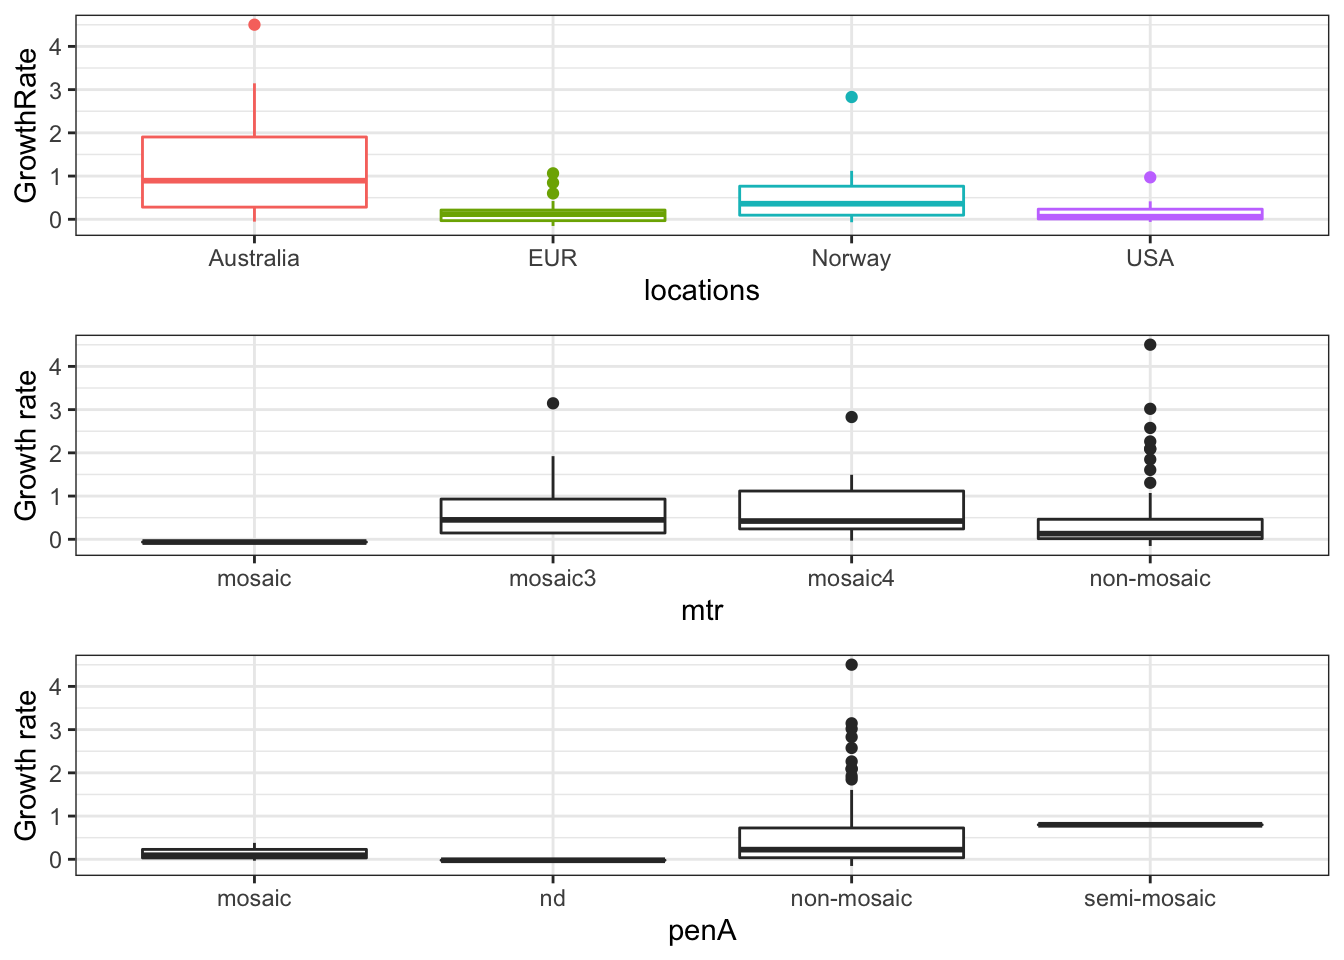 GrowthRate
4
3
2
1
0
Australia EUR Norway USA
locations
Growth rate
4
3
2
1
0
mosaic mosaic3 mosaic4 non-mosaic
mtr
Growth rate
4
3
2
1
0
mosaic nd non-mosaic semi-mosaic
penA